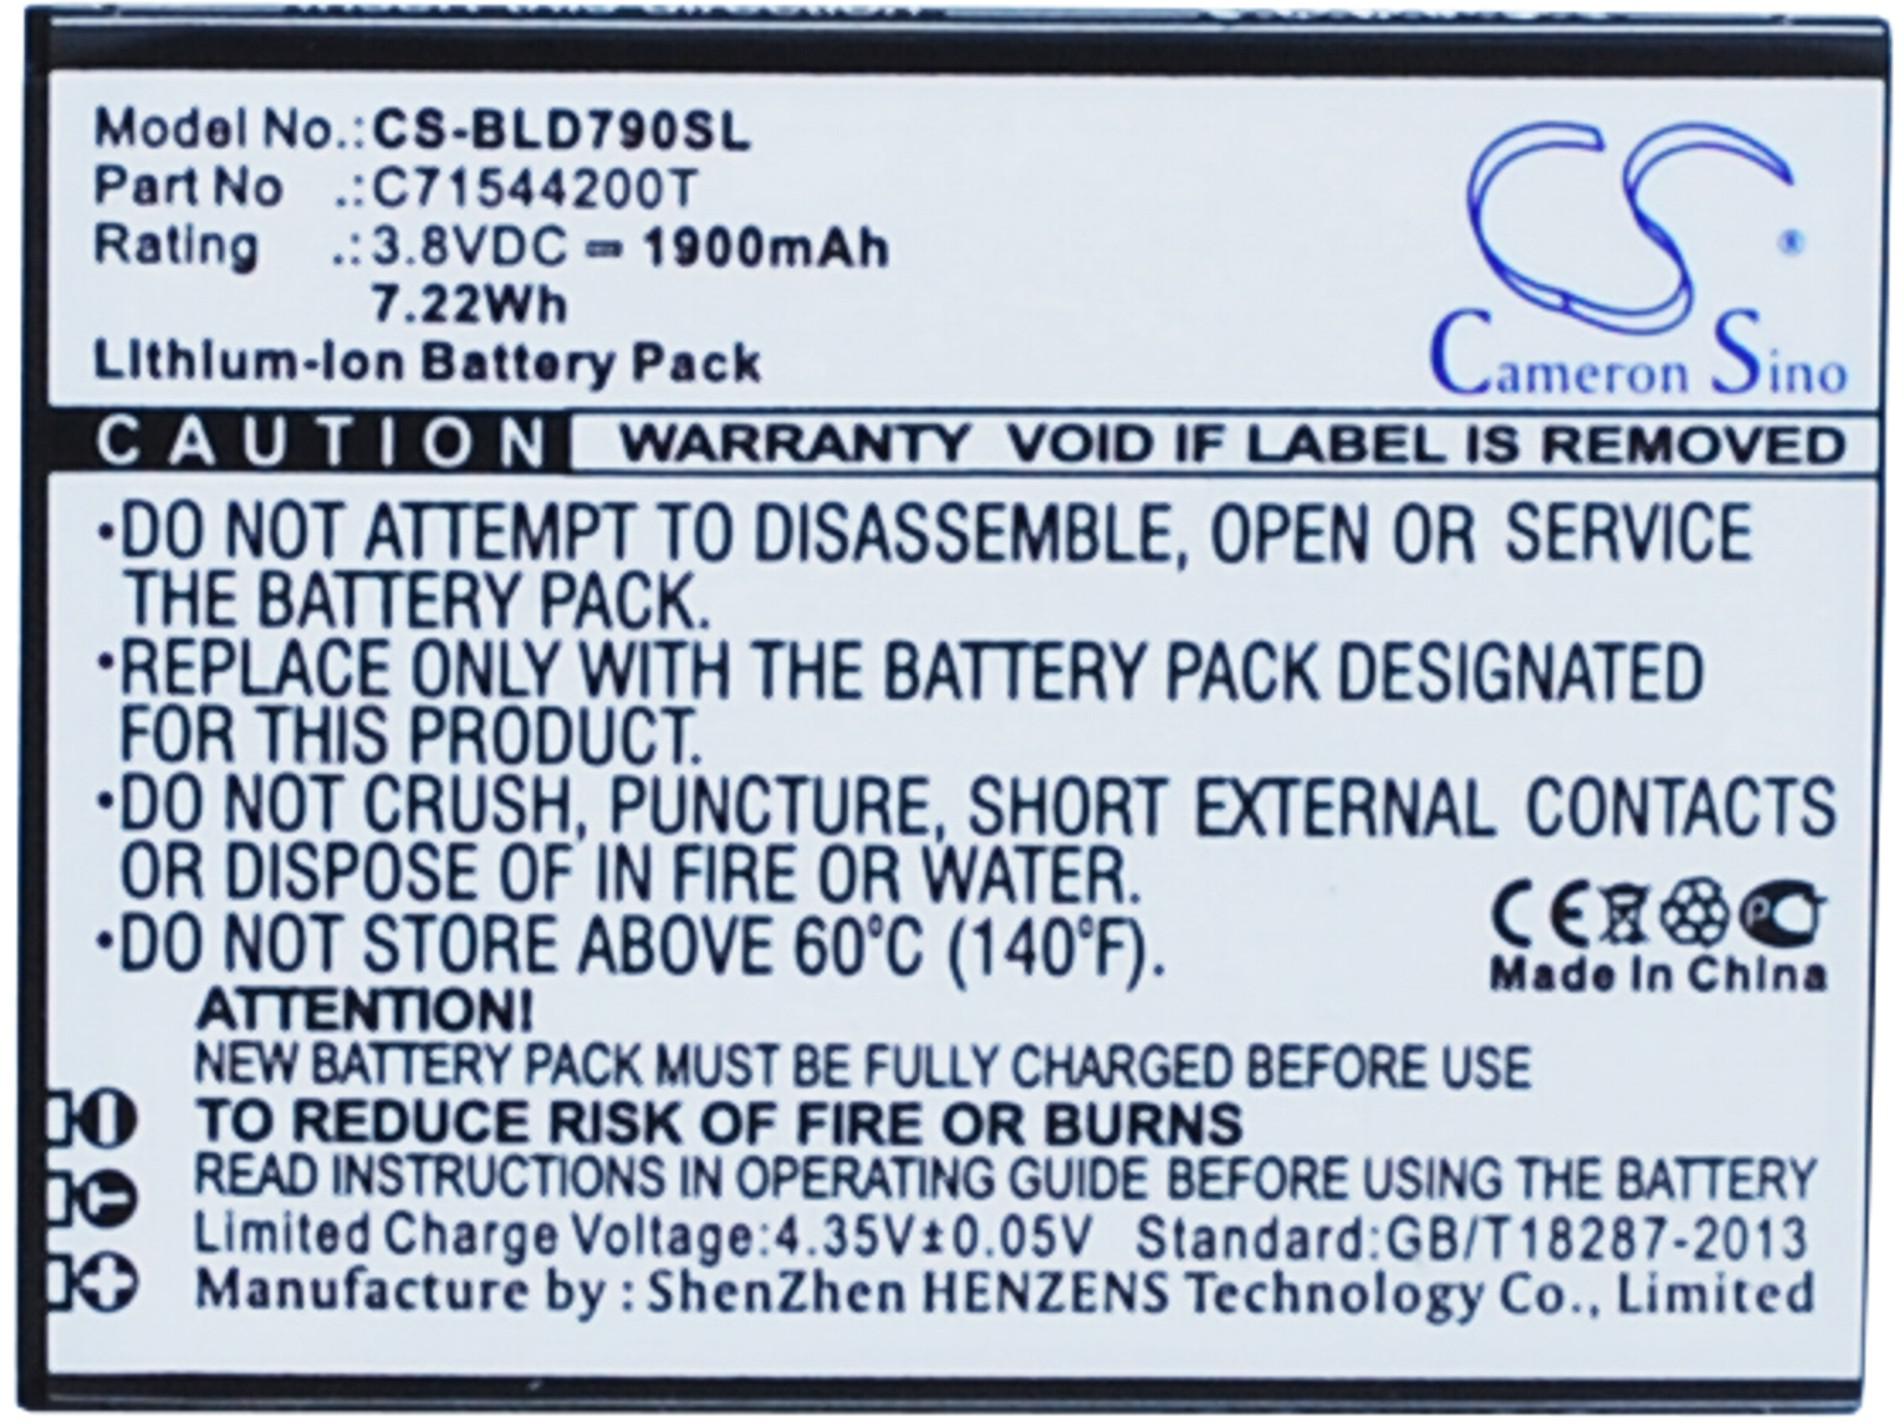 Model No.:CS-BLD790SL
Part No .:C71544200T
Rating .:3.8VDC ⎓ 1900mAh
7.22Wh
Lithium-Ion Battery Pack
Cameron Sino
®
CAUTION WARRANTY VOID IF LABEL IS REMOVED
•DO NOT ATTEMPT TO DISASSEMBLE, OPEN OR SERVICE
THE BATTERY PACK.
•REPLACE ONLY WITH THE BATTERY PACK DESIGNATED
FOR THIS PRODUCT.
•DO NOT CRUSH, PUNCTURE, SHORT EXTERNAL CONTACTS
OR DISPOSE OF IN FIRE OR WATER.
•DO NOT STORE ABOVE 60°C (140°F).
CE
Made In China
ATTENTION!
NEW BATTERY PACK MUST BE FULLY CHARGED BEFORE USE
TO REDUCE RISK OF FIRE OR BURNS
READ INSTRUCTIONS IN OPERATING GUIDE BEFORE USING THE BATTERY
Limited Charge Voltage:4.35V±0.05V Standard:GB/T18287-2013
Manufacture by : ShenZhen HENZENS Technology Co., Limited